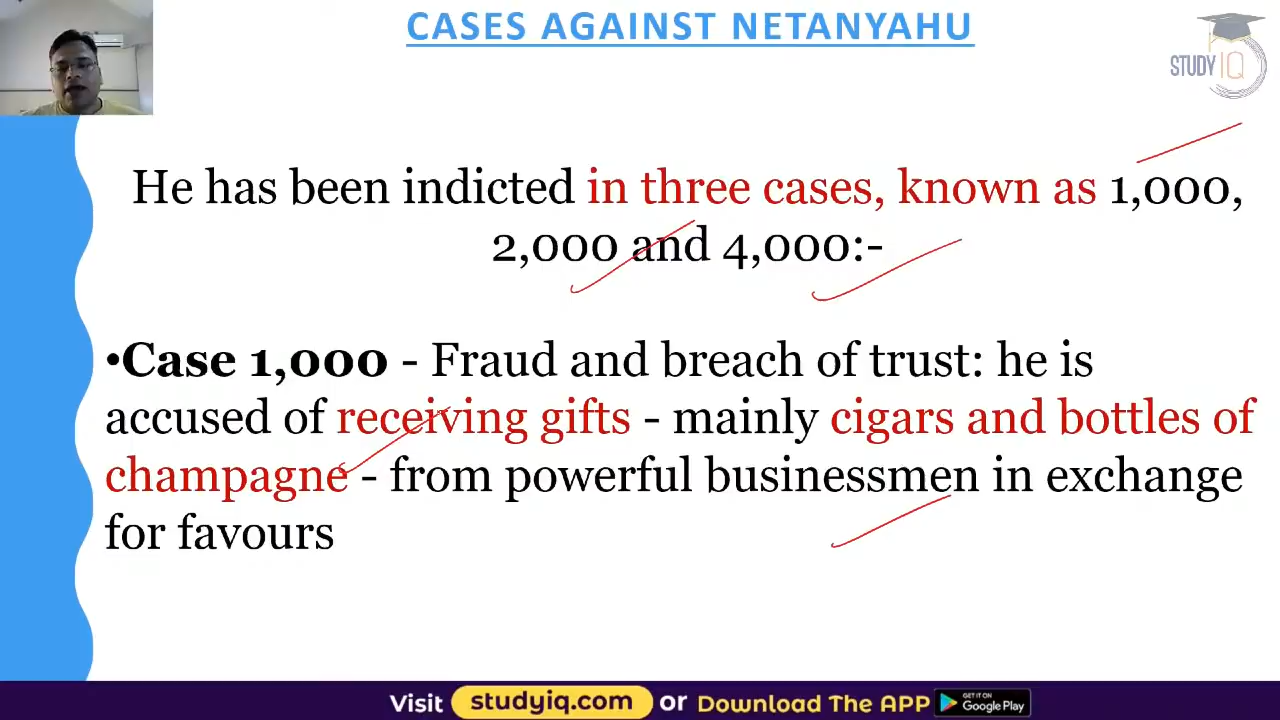 CASES AGAINST NETANYAHU
STUDY IQ
He has been indicted in three cases, known as 1,000,
2,000 and 4,000:-
•Case 1,000 - Fraud and breach of trust: he is
accused of receiving gifts - mainly cigars and bottles of
champagne - from powerful businessmen in exchange
for favours
Visit studyiq.com or Download The APP GET IT ON Google Play